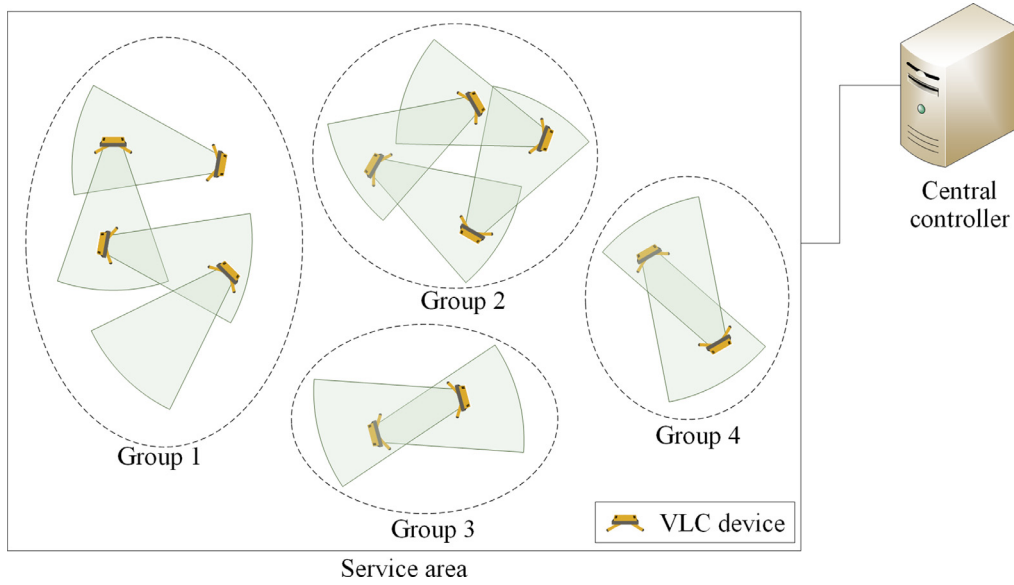 Group 1
Group 2
Group 3
Group 4
VLC device
Service area
Central
controller